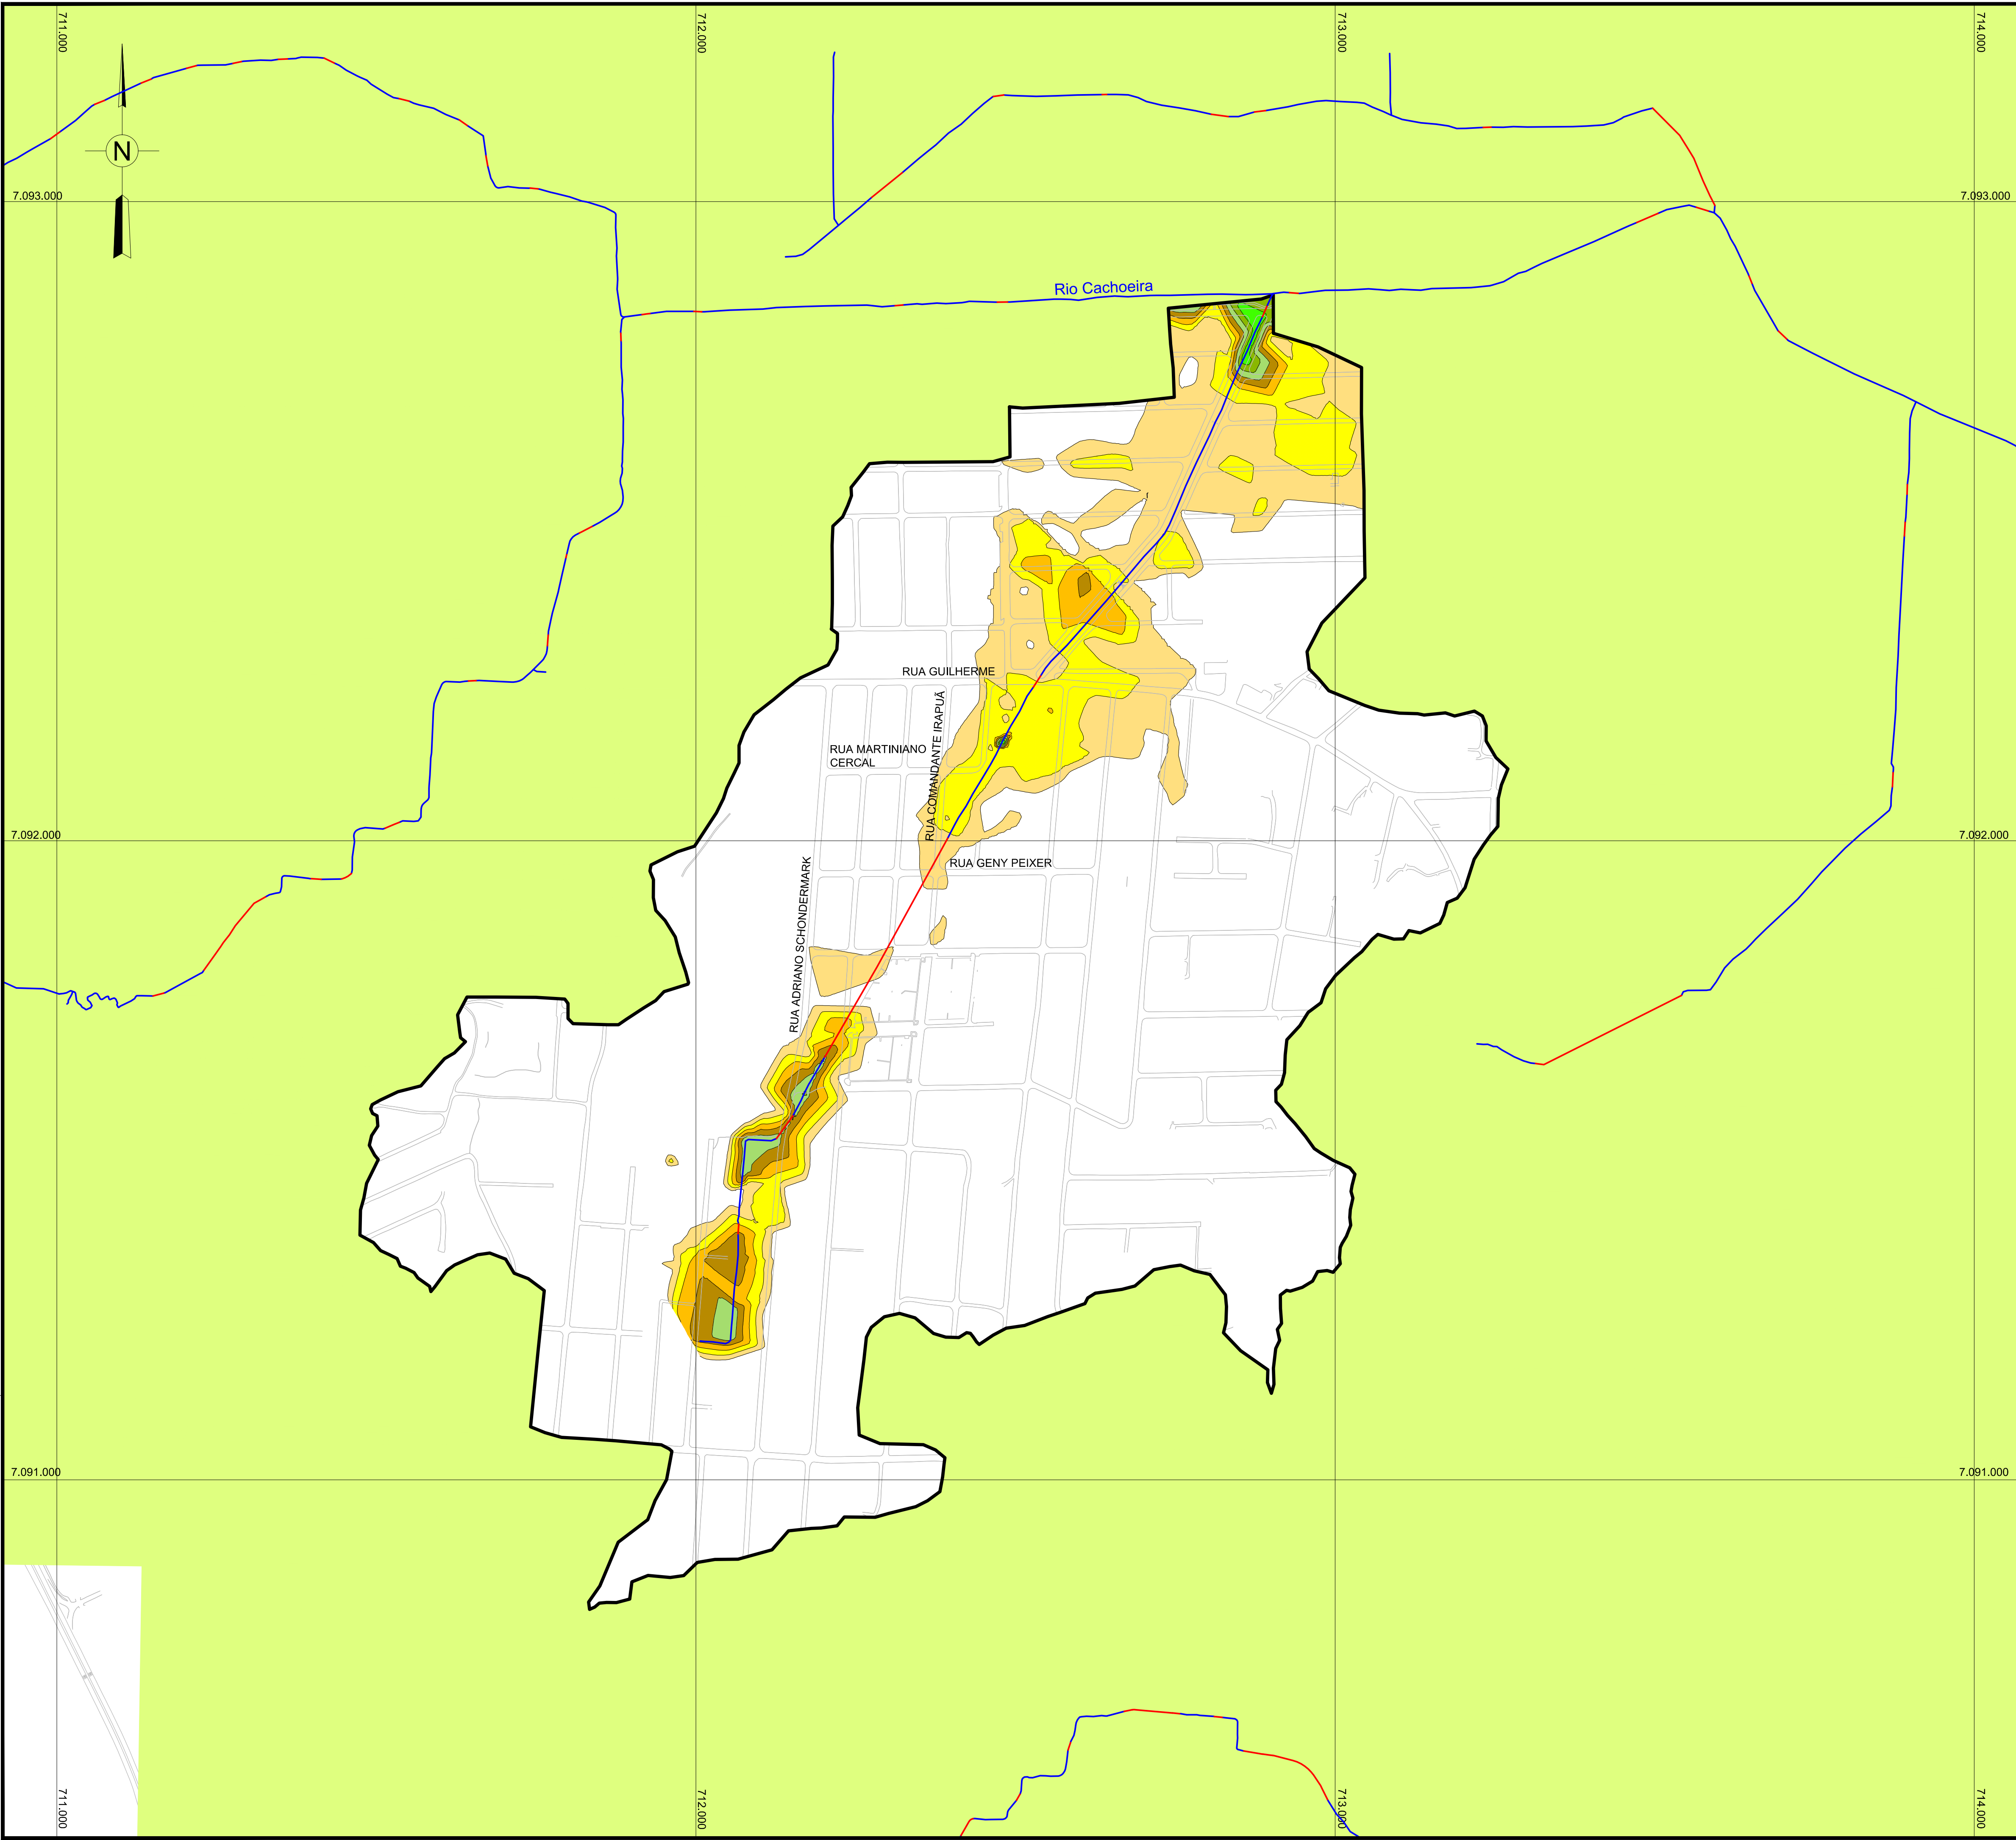 711.000
712.000
713.000
714.000
N
7.093.000
7.093.000
Rio Cachoeira
RUA GUILHERME
RUA COMANDANTE IRAPUÃ
RUA MARTINIANO
CERCAL
7.092.000
7.092.000
RUA GENY PEIXER
RUA ADRIANO SCHONDERMARK
7.091.000
7.091.000
711.000
712.000
713.000
714.000